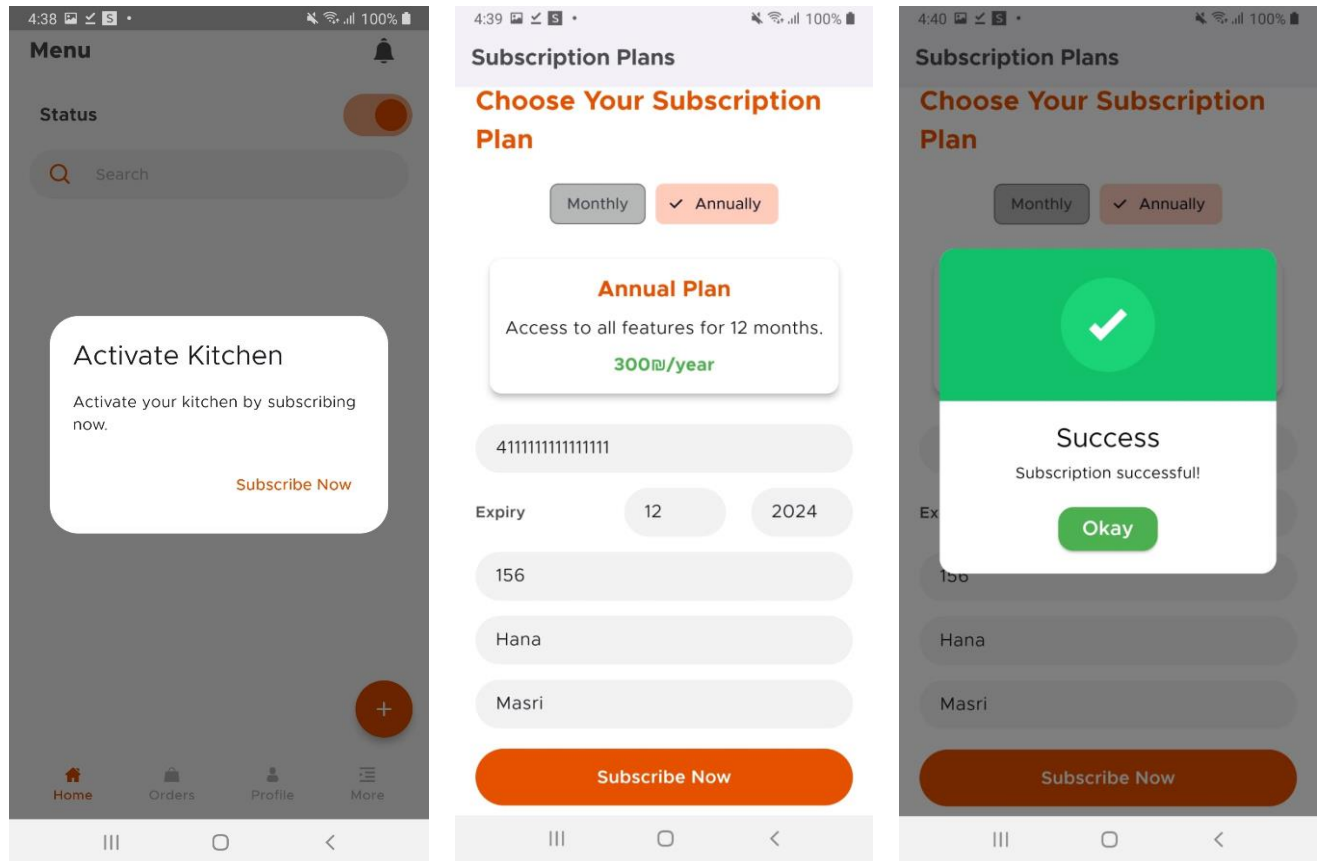 4:38 S • 100%
Menu
Status
Search
Activate Kitchen
Activate your kitchen by subscribing
now.
Subscribe Now
+
Home Orders Profile More
4:39 S • 100%
Subscription Plans
Choose Your Subscription
Plan
Monthly Annually
Annual Plan
Access to all features for 12 months.
300₪/year
4111111111111111
Expiry 12 2024
156
Hana
Masri
Subscribe Now
4:40 S • 100%
Subscription Plans
Choose Your Subscription
Plan
Monthly Annually
Success
Subscription successful!
Ex
Okay
156
Hana
Masri
Subscribe Now